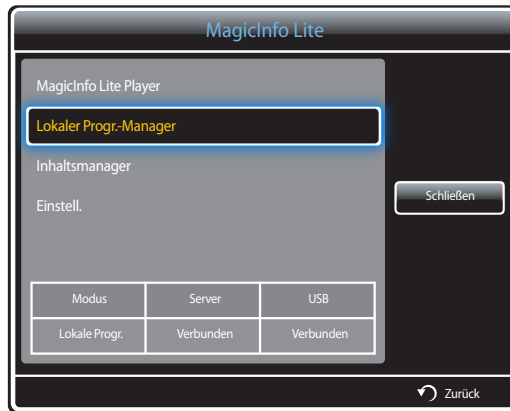 MagicInfo Lite
MagicInfo Lite Player
Lokaler Progr.-Manager
Inhaltsmanager
Einstell.
Schließen
Modus Server USB
Lokale Progr. Verbunden Verbunden
Zurück